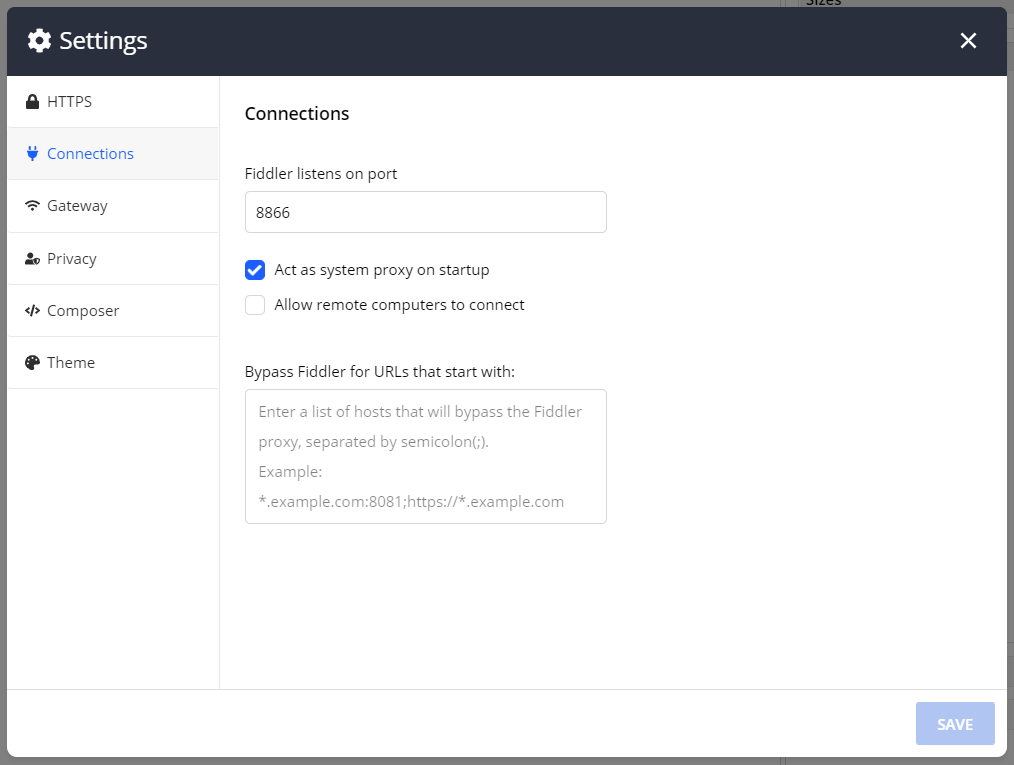 Sizes
Settings
HTTPS
Connections
Gateway
Privacy
Composer
Theme
Connections
Fiddler listens on port
8866
Act as system proxy on startup
Allow remote computers to connect
Bypass Fiddler for URLs that start with:
Enter a list of hosts that will bypass the Fiddler
proxy, separated by semicolon(;).
Example:
*.example.com:8081;https://*.example.com
SAVE